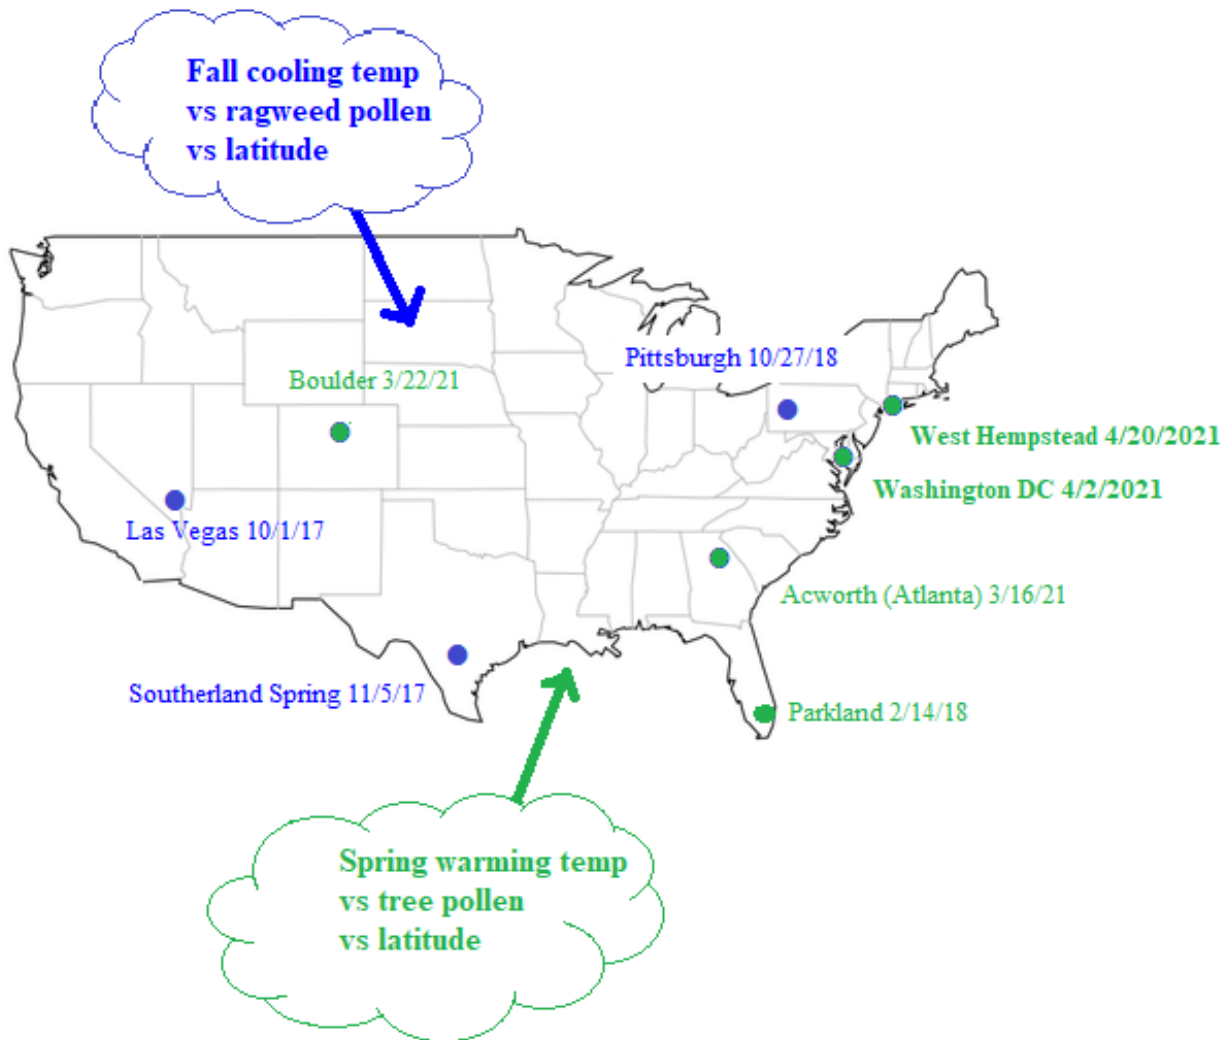 Fall cooling temp
vs ragweed pollen
vs latitude
Pittsburgh 10/27/18
Boulder 3/22/21
West Hempstead 4/20/2021
Washington DC 4/2/2021
Las Vegas 10/1/17
Acworth (Atlanta) 3/16/21
Southerland Spring 11/5/17
Parkland 2/14/18
Spring warming temp
vs tree pollen
vs latitude